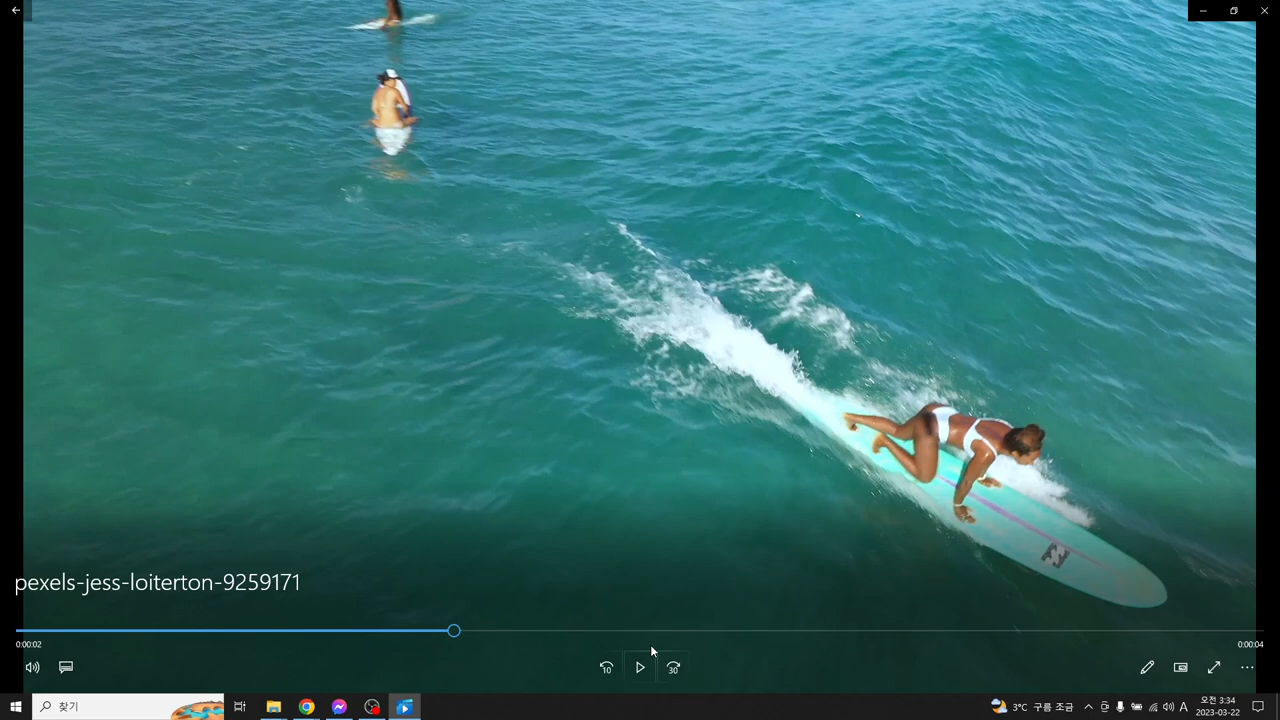 pexels-jess-loiterton-9259171
0:00:02
0:00:04
10
30
찾기
3°C 구름 조금
A
오전 3:34
2023-03-22